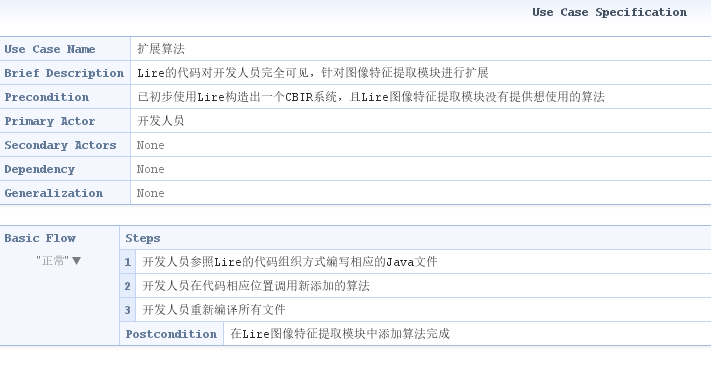 Use Case Specification
Use Case Name 扩展算法
Brief Description Lire的代码对开发人员完全可见，针对图像特征提取模块进行扩展
Precondition 已初步使用Lire构造出一个CBIR系统，且Lire图像特征提取模块没有提供想使用的算法
Primary Actor 开发人员
Secondary Actors None
Dependency None
Generalization None
Basic Flow Steps
"正常" ▼
1 开发人员参照Lire的代码组织方式编写相应的Java文件
2 开发人员在代码相应位置调用新添加的算法
3 开发人员重新编译所有文件
Postcondition 在Lire图像特征提取模块中添加算法完成